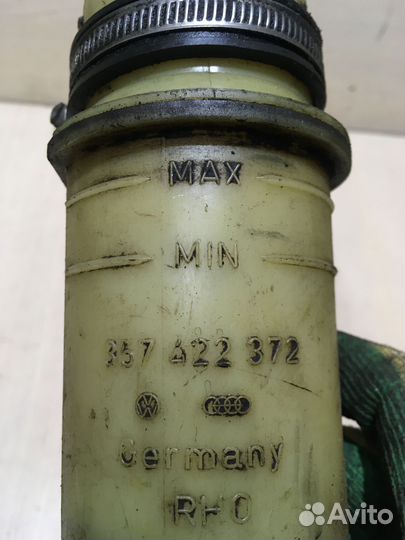 MAX
MIN
357 422 372
Germany
RHO
Avito